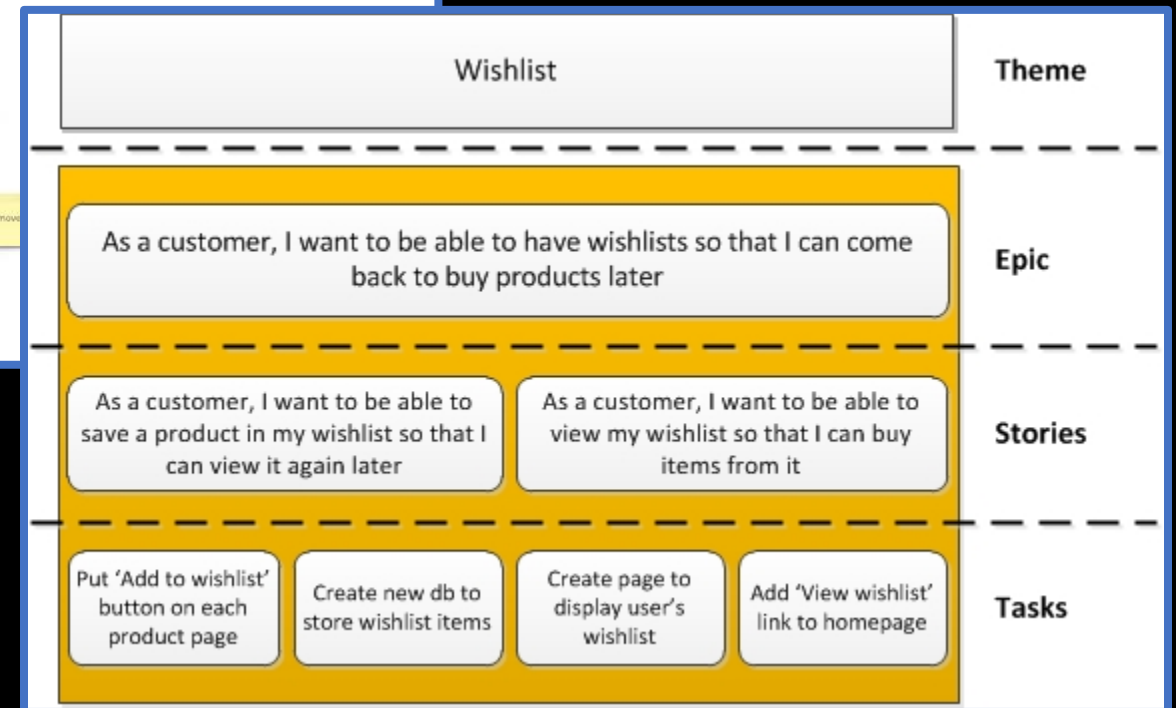 Wishlist
Theme
As a customer, I want to be able to have wishlists so that I can come
back to buy products later
Epic
As a customer, I want to be able to
save a product in my wishlist so that I
can view it again later
As a customer, I want to be able to
view my wishlist so that I can buy
items from it
Stories
Put ‘Add to wishlist’
button on each
product page
Create new db to
store wishlist items
Create page to
display user’s
wishlist
Add ‘View wishlist’
link to homepage
Tasks